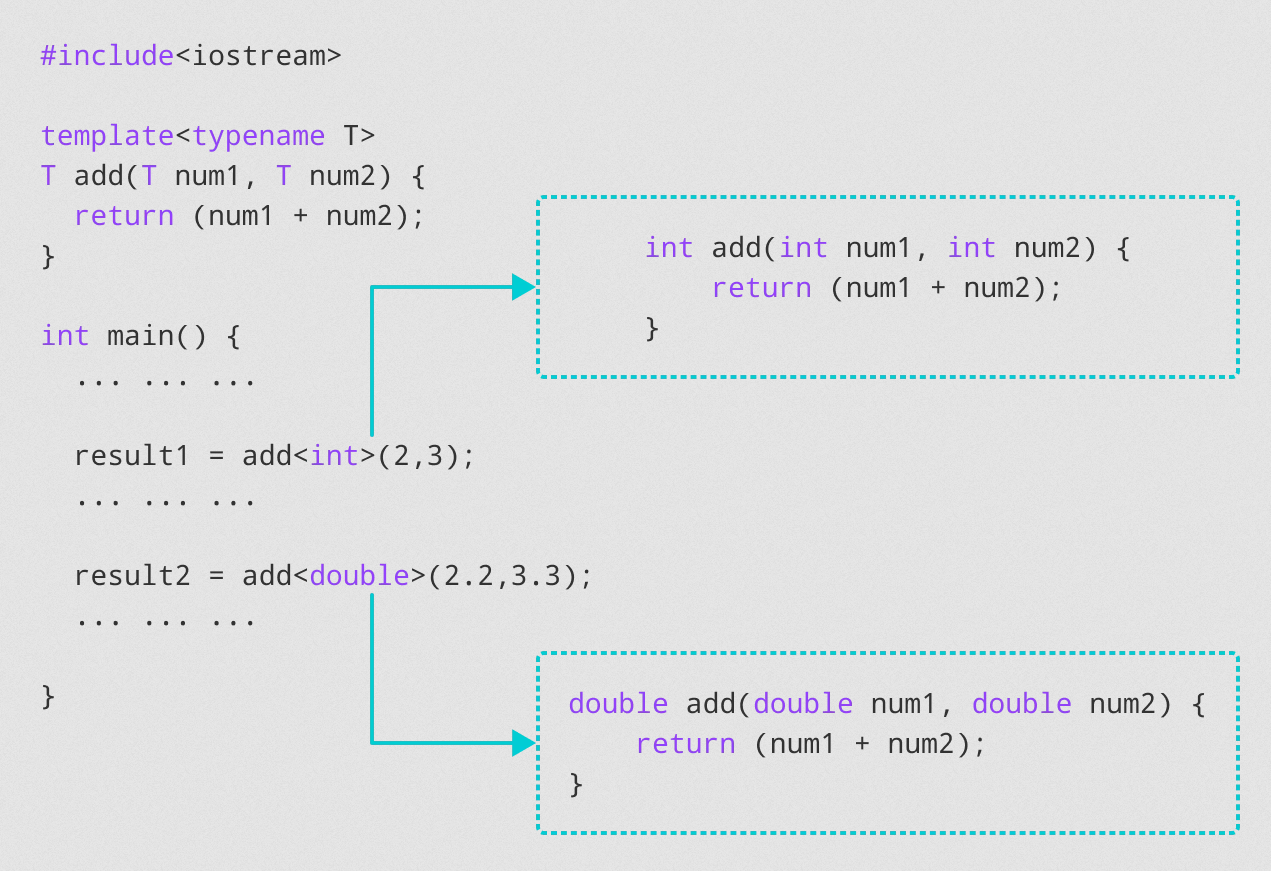 #include<iostream>
template<typename T>
T add(T num1, T num2) {
  return (num1 + num2);
}
int main() {
  ... ... ...
  result1 = add<int>(2,3);
  ... ... ...
  result2 = add<double>(2.2,3.3);
  ... ... ...
}
int add(int num1, int num2) {
    return (num1 + num2);
}
double add(double num1, double num2) {
    return (num1 + num2);
}